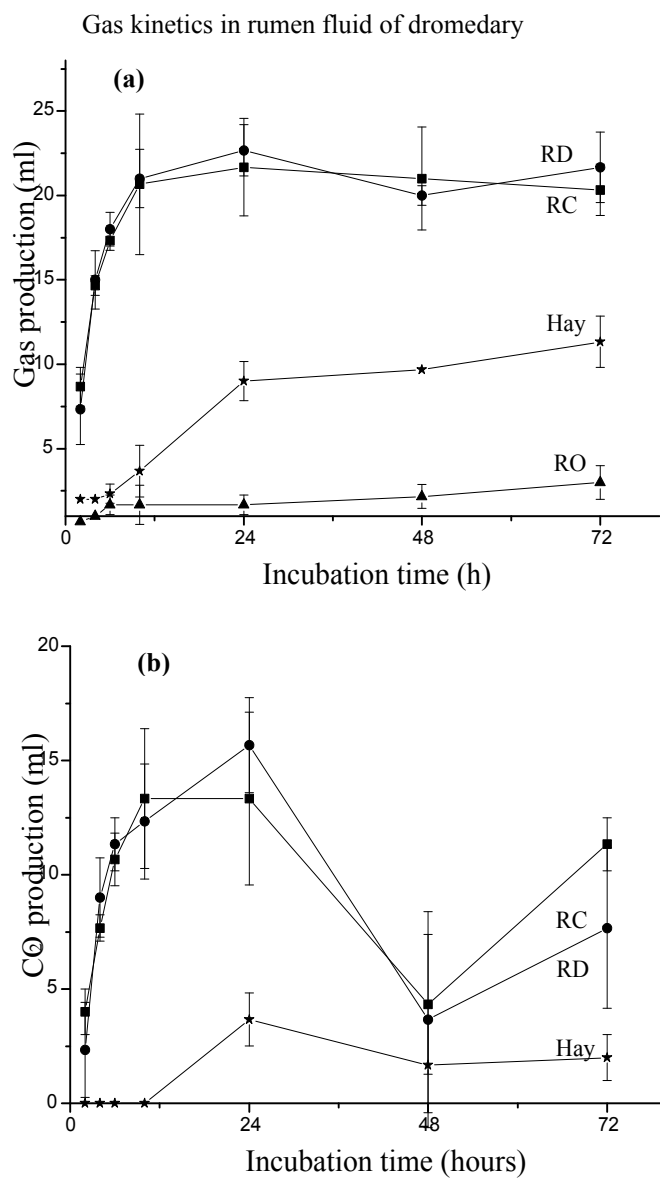 Gas kinetics in rumen fluid of dromedary
(a)
Gas production (ml)
25
20
15
10
5
RD
RC
Hay
RO
0
24
48
72
Incubation time (h)
(b)
CO2 production (ml)
20
15
10
5
0
RC
RD
Hay
0
24
48
72
Incubation time (hours)